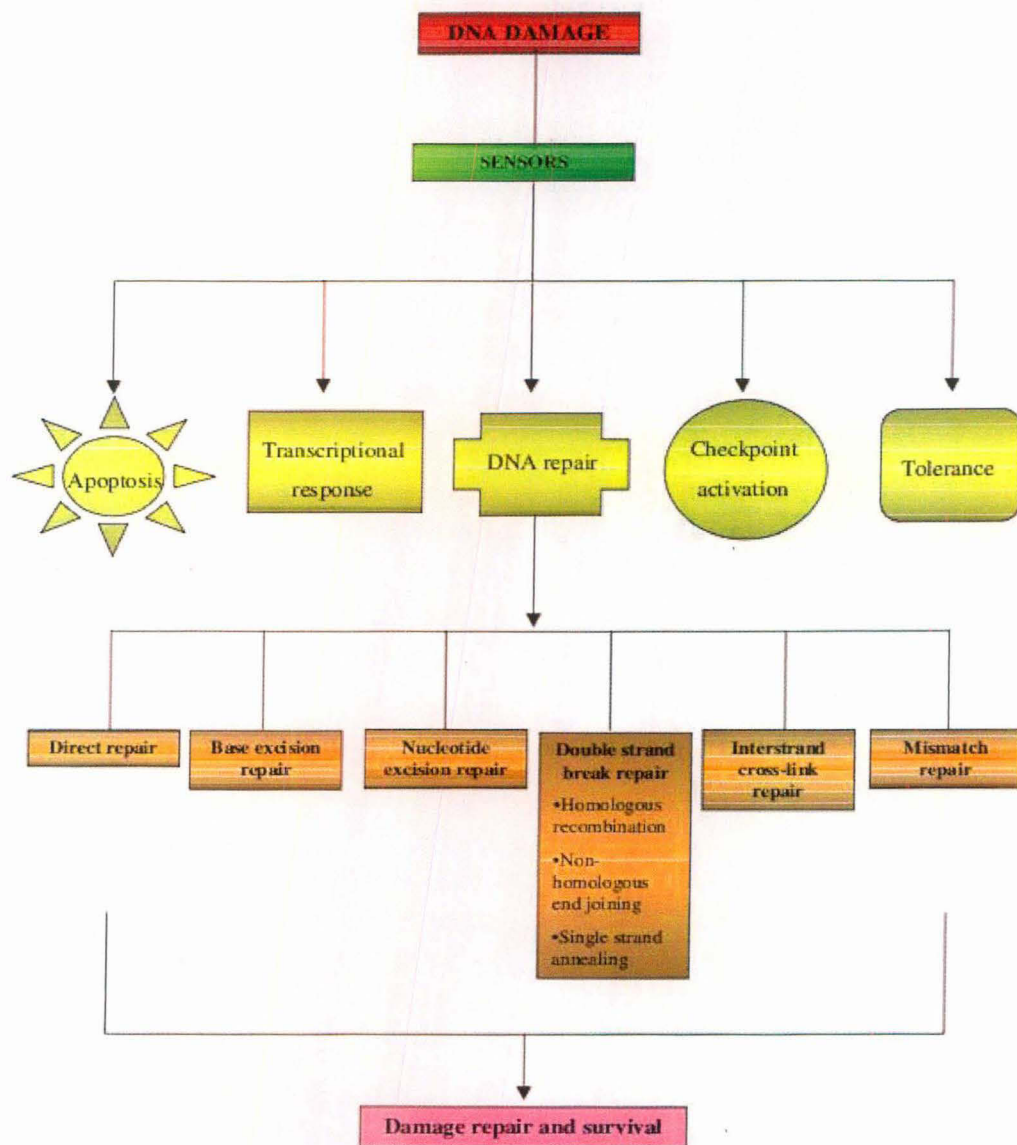 DNA DAMAGE
SENSORS
Apoptosis
Transcriptional
response
DNA repair
Checkpoint
activation
Tolerance
Direct repair
Base excision
repair
Nucleotide
excision repair
Double strand
break repair
•Homologous
recombination
•Non-
homologous
end joining
•Single strand
annealing
Interstrand
cross-link
repair
Mismatch
repair
Damage repair and survival